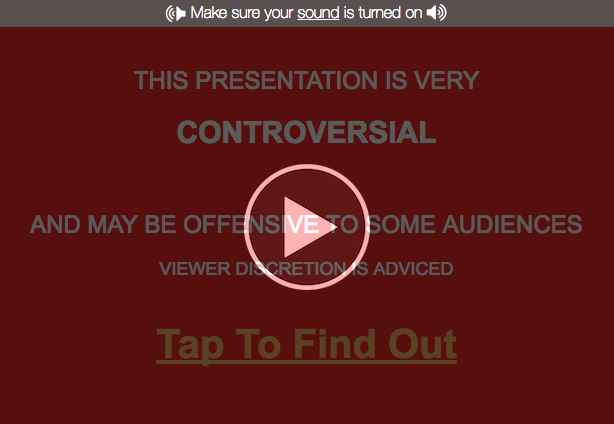 Make sure your sound is turned on
THIS PRESENTATION IS VERY
CONTROVERSIAL
AND MAY BE OFFENSIVE TO SOME AUDIENCES
VIEWER DISCRETION IS ADVICED
Tap To Find Out